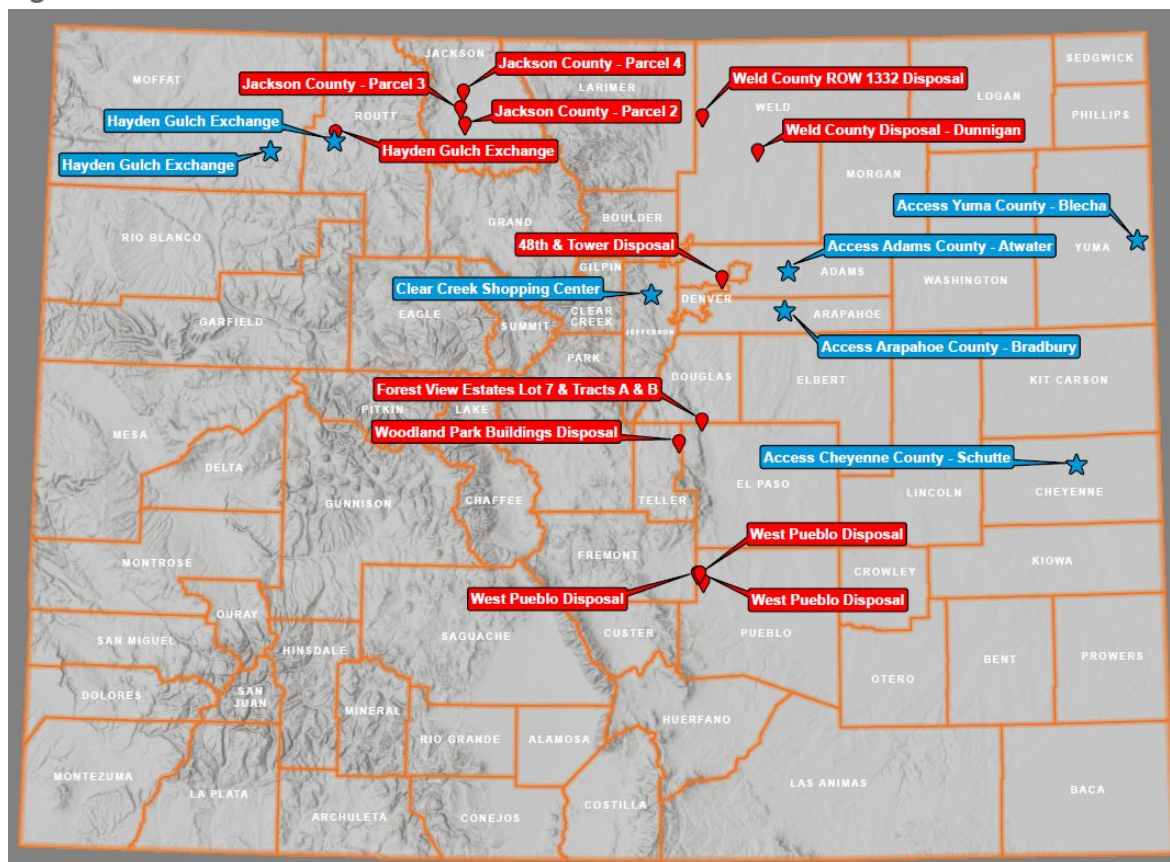 JACKSON
SEDGWICK
Jackson County - Parcel 4
MOFFAT
Jackson County - Parcel 3
LARIMER
Weld County ROW 1332 Disposal
LOGAN
WELD
PHILLIPS
Jackson County - Parcel 2
ROUTT
Hayden Gulch Exchange
Weld County Disposal - Dunnigan
Hayden Gulch Exchange
Hayden Gulch Exchange
MORGAN
Access Yuma County - Blecha
BOULDER
GRAND
RIO BLANCO
48th & Tower Disposal
Access Adams County - Atwater
YUMA
GILPIN
ADAMS
WASHINGTON
Clear Creek Shopping Center
DENVER
CLEAR
CREEK
ARAPAHOE
EAGLE
GARFIELD
SUMMIT
JEFFERSON
Access Arapahoe County - Bradbury
PARK
DOUGLAS
ELBERT
KIT CARSON
Forest View Estates Lot 7 & Tracts A & B
PITKIN
LAKE
MESA
Woodland Park Buildings Disposal
Access Cheyenne County - Schutte
DELTA
EL PASO
LINCOLN
CHEYENNE
GUNNISON
CHAFFEE
TELLER
West Pueblo Disposal
FREMONT
MONTROSE
KIOWA
CROWLEY
West Pueblo Disposal
West Pueblo Disposal
OURAY
SAGUACHE
CUSTER
PUEBLO
SAN MIGUEL
HINSDALE
BENT
PROWERS
OTERO
DOLORES
SAN
JUAN
MINERAL
HUERFANO
RIO GRANDE
ALAMOSA
MONTEZUMA
LA PLATA
LAS ANIMAS
BACA
COSTILLA
ARCHULETA
CONEJOS